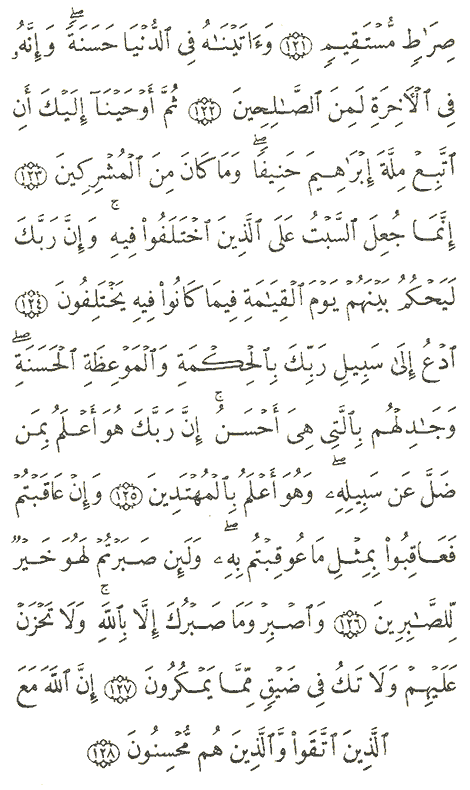 صِرَٰطٍ مُّسْتَقِيمٍ ١٢١ وَءَاتَيْنَٰهُ فِى ٱلدُّنْيَا حَسَنَةً ۖ وَإِنَّهُۥ
فِى ٱلْأَخِرَةِ لَمِنَ ٱلصَّٰلِحِينَ ١٢٢ ثُمَّ أَوْحَيْنَآ إِلَيْكَ أَنِ
ٱتَّبِعْ مِلَّةَ إِبْرَٰهِيمَ حَنِيفًا ۖ وَمَا كَانَ مِنَ ٱلْمُشْرِكِينَ ١٢٣
إِنَّمَا جُعِلَ ٱلسَّبْتُ عَلَى ٱلَّذِينَ ٱخْتَلَفُوا۟ فِيهِ ۚ وَإِنَّ رَبَّكَ
لَيَحْكُمُ بَيْنَهُمْ يَوْمَ ٱلْقِيَٰمَةِ فِيمَا كَانُوا۟ فِيهِ يَخْتَلِفُونَ ١٢٤
ٱدْعُ إِلَىٰ سَبِيلِ رَبِّكَ بِٱلْحِكْمَةِ وَٱلْمَوْعِظَةِ ٱلْحَسَنَةِ ۖ
وَجَٰدِلْهُم بِٱلَّتِى هِىَ أَحْسَنُ ۚ إِنَّ رَبَّكَ هُوَ أَعْلَمُ بِمَن
ضَلَّ عَن سَبِيلِهِۦ ۖ وَهُوَ أَعْلَمُ بِٱلْمُهْتَدِينَ ١٢٥ وَإِنْ عَاقَبْتُمْ
فَعَاقِبُوا۟ بِمِثْلِ مَا عُوقِبْتُم بِهِۦ ۖ وَلَئِن صَبَرْتُمْ لَهُوَ خَيْرٌ
لِّلصَّٰبِرِينَ ١٢٦ وَٱصْبِرْ وَمَا صَبْرُكَ إِلَّا بِٱللَّهِ ۚ وَلَا تَحْزَنْ
عَلَيْهِمْ وَلَا تَكُ فِى ضَيْقٍ مِّمَّا يَمْكُرُونَ ١٢٧ إِنَّ ٱللَّهَ مَعَ
ٱلَّذِينَ ٱتَّقَوا۟ وَّٱلَّذِينَ هُم مُّحْسِنُونَ ١٢٨